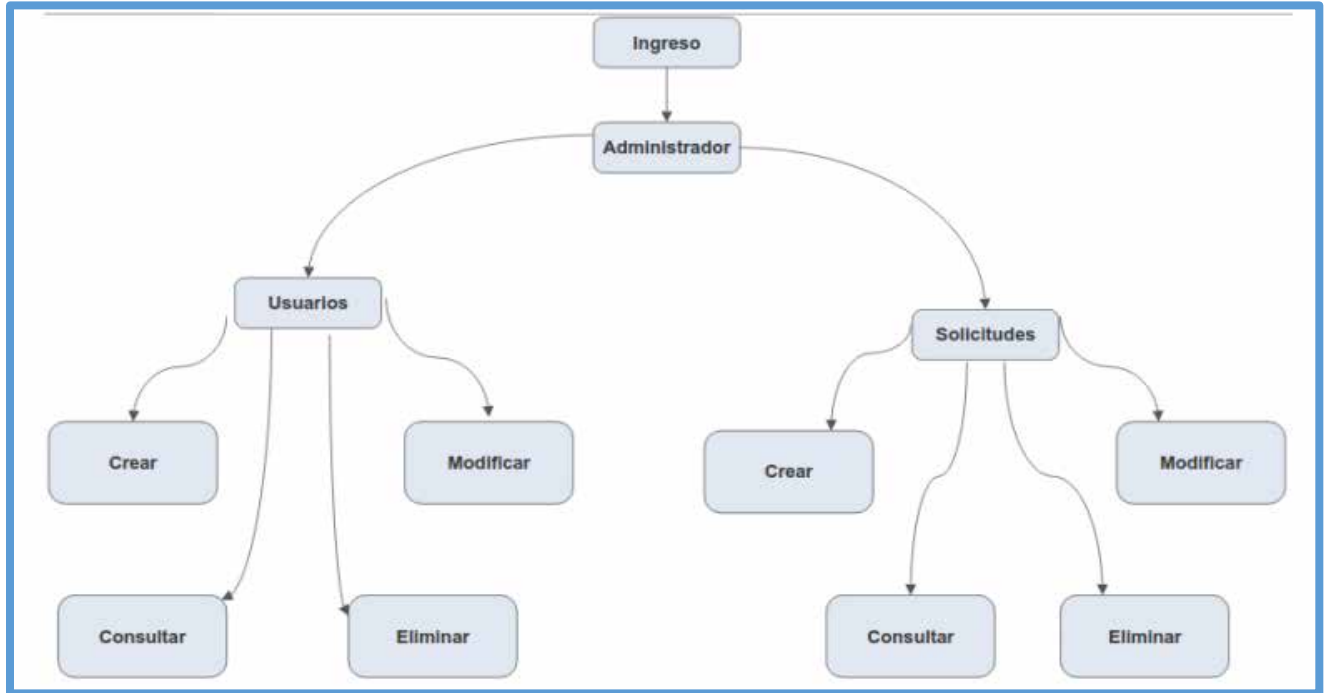 Ingreso
Administrador
Usuarios
Solicitudes
Crear
Modificar
Crear
Modificar
Consultar
Eliminar
Consultar
Eliminar